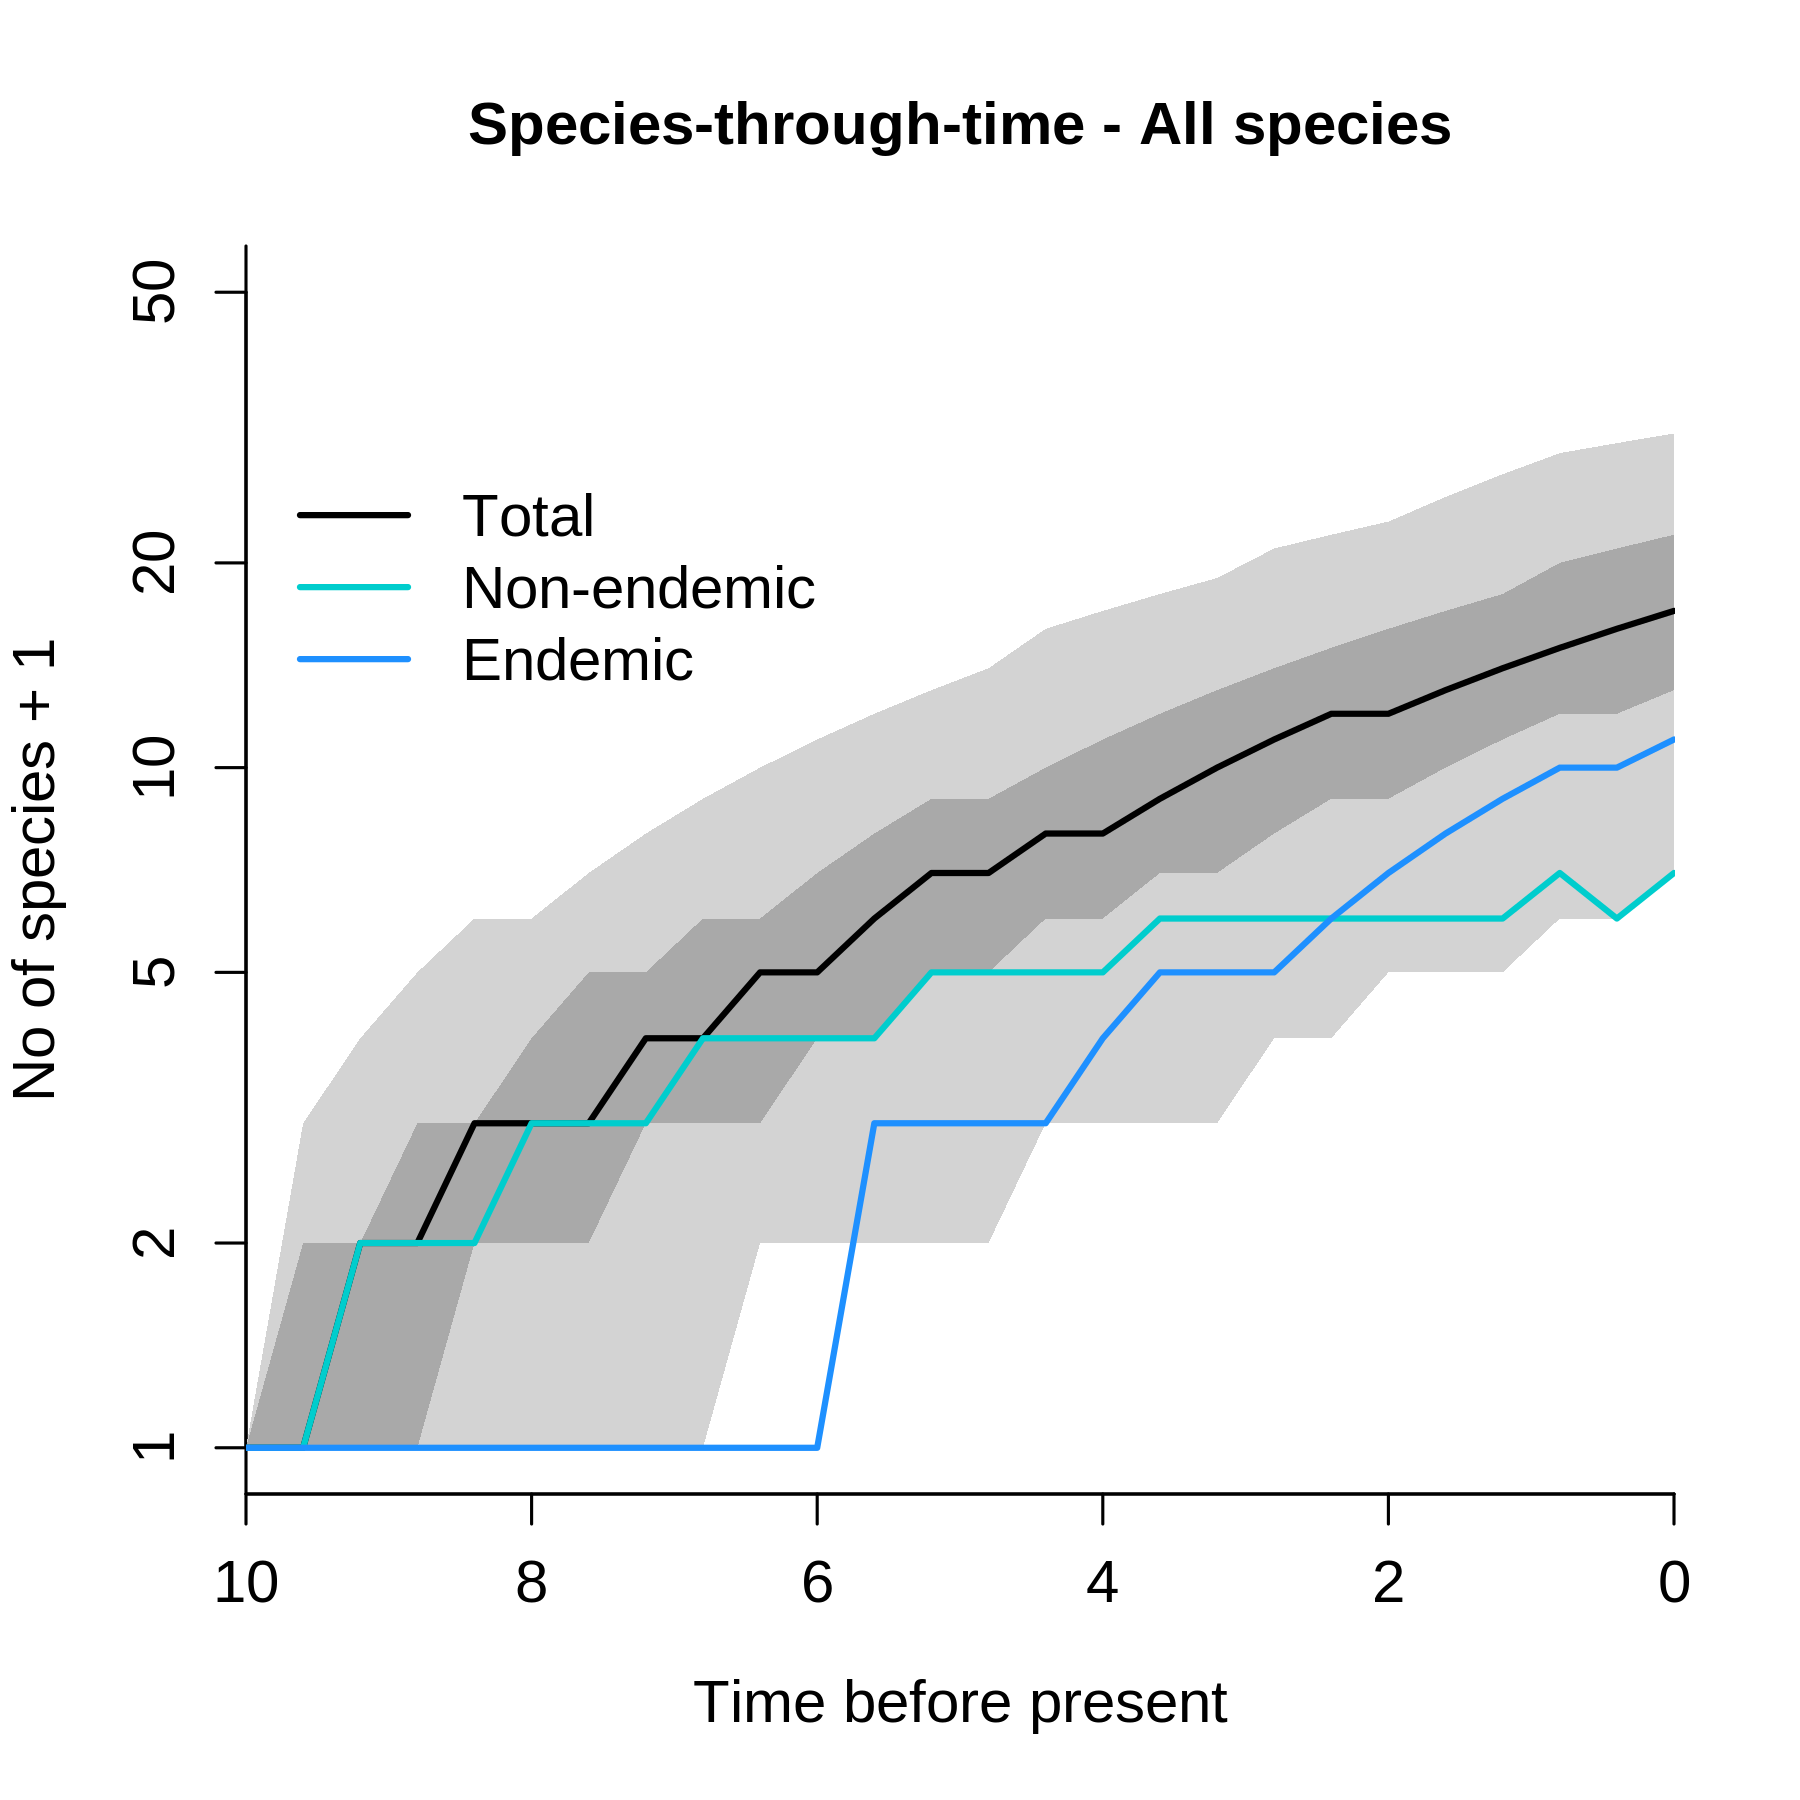 Species-through-time - All species
50
20
10
5
2
1
No of species + 1
Total
Non-endemic
Endemic
10 8 6 4 2 0
Time before present